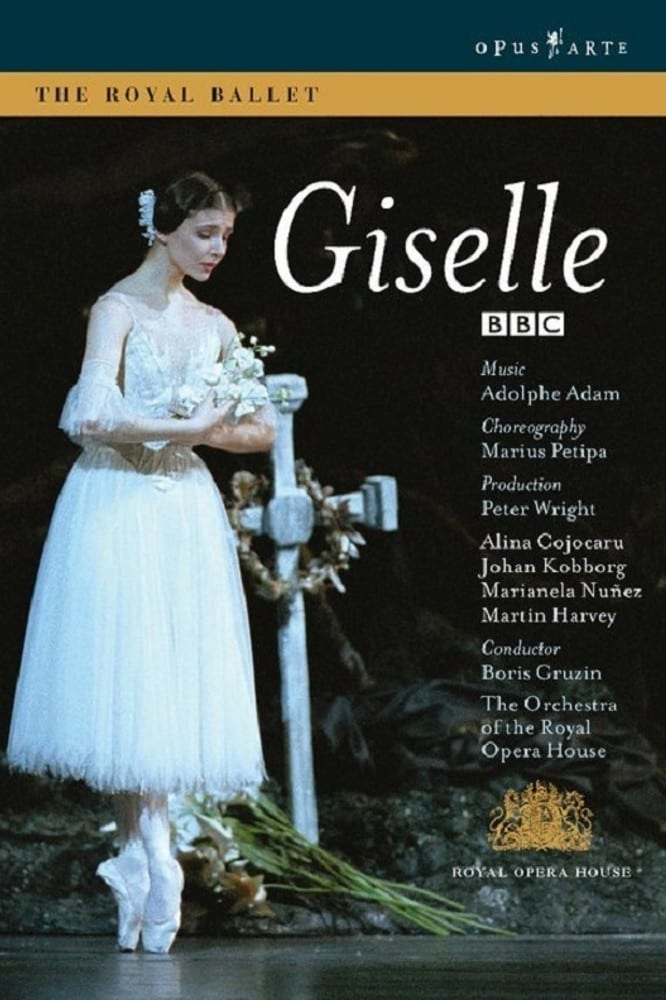 OPUS ARTE
THE ROYAL BALLET
Giselle
BBC
Music
Adolphe Adam
Choreography
Marius Petipa
Production
Peter Wright
Alina Cojocaru
Johan Kobborg
Marianela Nuñez
Martin Harvey
Conductor
Boris Gruzin
The Orchestra
of the Royal
Opera House
ROYAL OPERA HOUSE